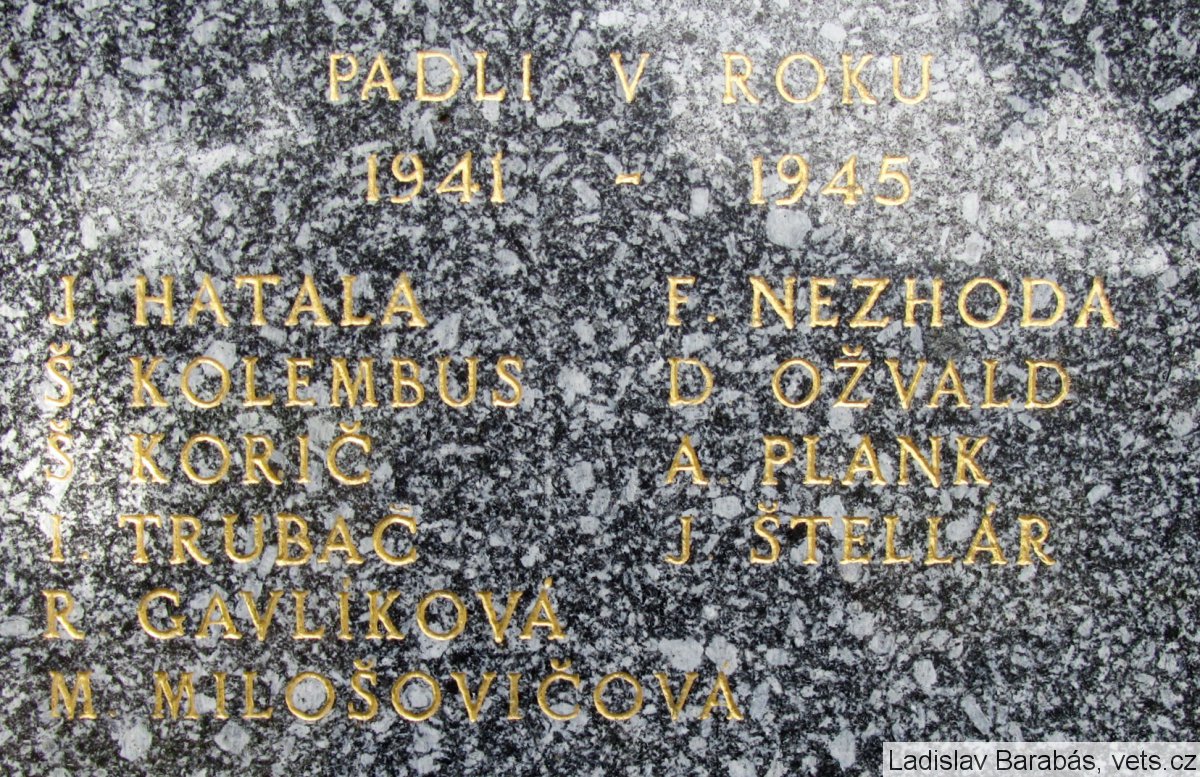 PADLI V ROKU
1941 - 1945
J. HATALA
Š KOLEMBUS
Š KORIČ
I. TRUBAČ
R GAVLÍKOVÁ
M. MILOŠOVIČOVÁ
F. NEZHODA
D OŽVALD
A. PLANK
J. ŠTELLÁR
Ladislav Barabás, vets.cz